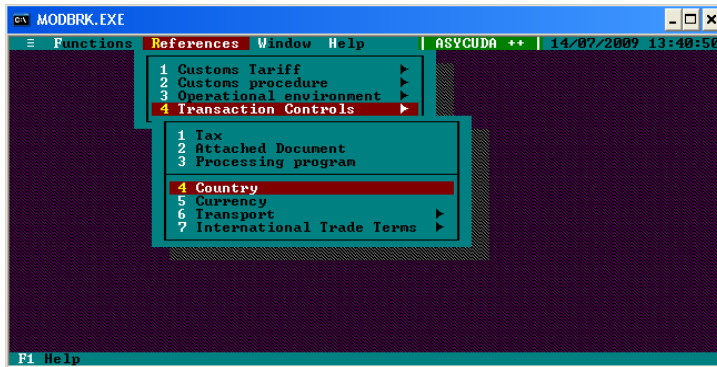 C:\ MODBRK.EXE
≡ Functions References Window Help | ASYCUDA ++ | 14/07/2009 13:40:50
1 Customs Tariff ►
2 Customs procedure ►
3 Operational environment ►
4 Transaction Controls ►
1 Tax
2 Attached Document
3 Processing program
4 Country
5 Currency
6 Transport ►
7 International Trade Terms ►
F1 Help